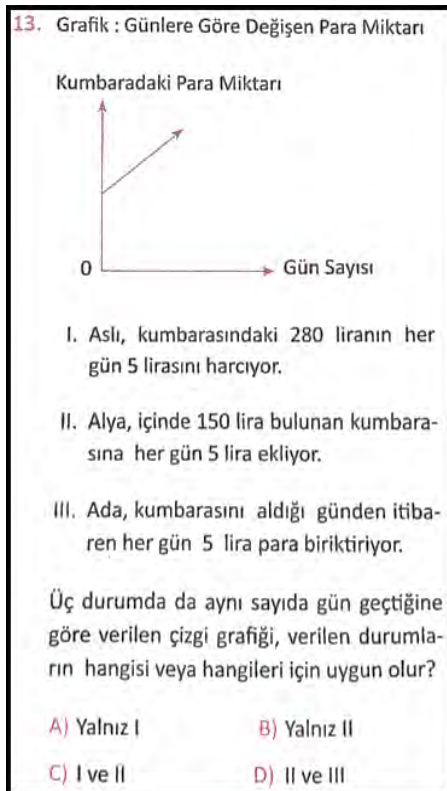 13. Grafik : Günlere Göre Değişen Para Miktarı
Kumbaradaki Para Miktarı
0
Gün Sayısı
I. Aslı, kumbarasındaki 280 liranın her
gün 5 lirasını harcıyor.
II. Alya, içinde 150 lira bulunan kumbara-
sına her gün 5 lira ekliyor.
III. Ada, kumbarasını aldığı günden itiba-
ren her gün 5 lira para biriktiriyor.
Üç durumda da aynı sayıda gün geçtiğine
göre verilen çizgi grafiği, verilen durumla-
rın hangisi veya hangileri için uygun olur?
A) Yalnız I B) Yalnız II
C) I ve II D) II ve III